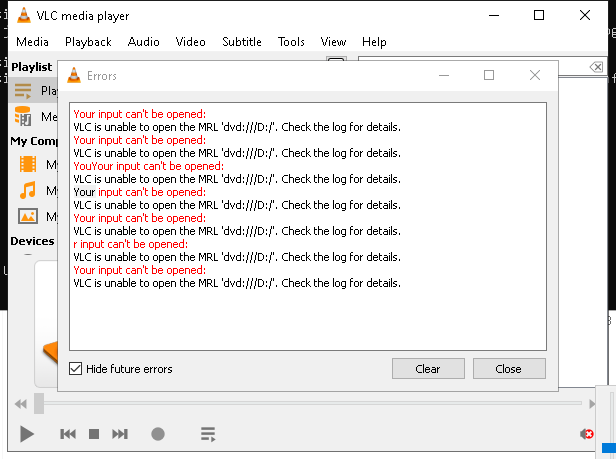 VLC media player
Media Playback Audio Video Subtitle Tools View Help
Playlist
Errors
My Comp
Devices
Your input can't be opened:
VLC is unable to open the MRL 'dvd:///D:/'. Check the log for details.
Your input can't be opened:
VLC is unable to open the MRL 'dvd:///D:/'. Check the log for details.
YouYour input can't be opened:
VLC is unable to open the MRL 'dvd:///D:/'. Check the log for details.
Your input can't be opened:
VLC is unable to open the MRL 'dvd:///D:/'. Check the log for details.
Your input can't be opened:
VLC is unable to open the MRL 'dvd:///D:/'. Check the log for details.
r input can't be opened:
VLC is unable to open the MRL 'dvd:///D:/'. Check the log for details.
Your input can't be opened:
VLC is unable to open the MRL 'dvd:///D:/'. Check the log for details.
Hide future errors
Clear
Close